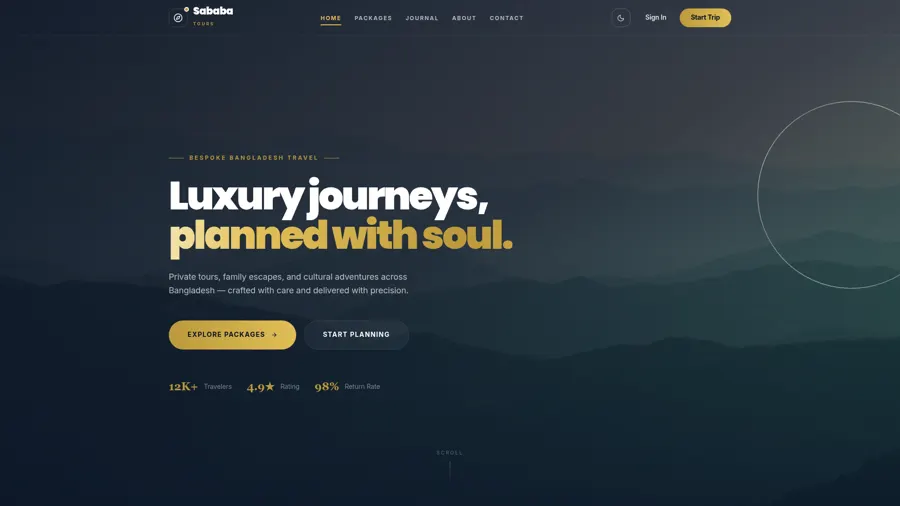 Sababa
TOURS
HOME PACKAGES JOURNAL ABOUT CONTACT
Sign In
Start Trip
BESPOKE BANGLADESH TRAVEL
Luxury journeys,
planned with soul.
Private tours, family escapes, and cultural adventures across
Bangladesh — crafted with care and delivered with precision.
EXPLORE PACKAGES →
START PLANNING
12K+ Travelers 4.9★ Rating 98% Return Rate
SCROLL